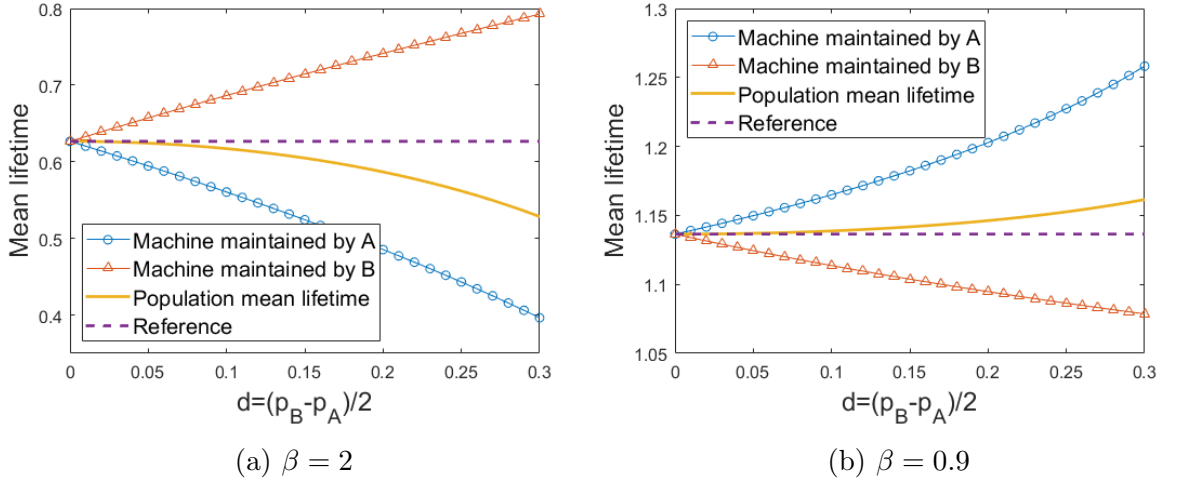 0.8
0.7
0.6
0.5
0.4
Mean lifetime
Machine maintained by A
Machine maintained by B
Population mean lifetime
Reference
0
0.05
0.1
0.15
0.2
0.25
0.3
d=(p_B-p_A)/2
(a) β = 2
1.3
1.25
1.2
1.15
1.1
1.05
Mean lifetime
Machine maintained by A
Machine maintained by B
Population mean lifetime
Reference
0
0.05
0.1
0.15
0.2
0.25
0.3
d=(p_B-p_A)/2
(b) β = 0.9